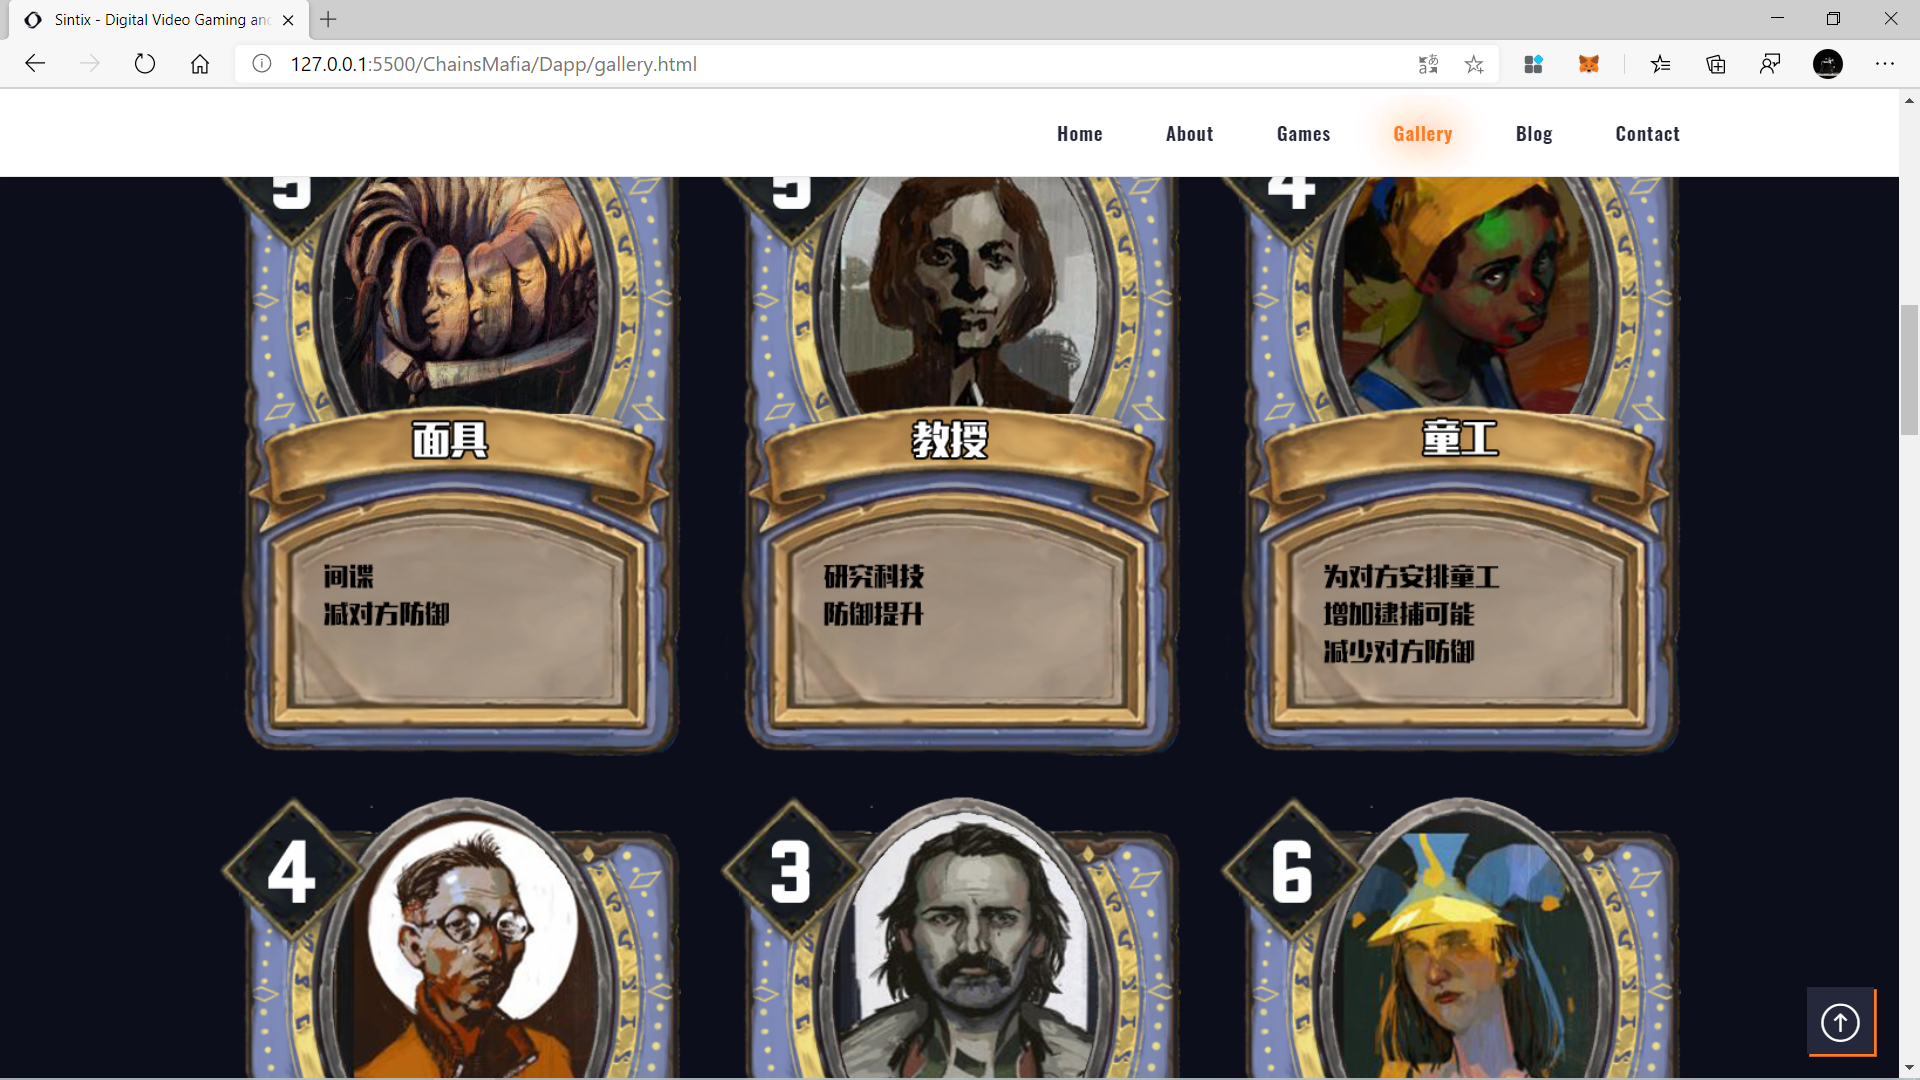 Sintix - Digital Video Gaming and
127.0.0.1:5500/ChainsMafia/Dapp/gallery.html
Home About Games Gallery Blog Contact
4
面具
教授
童工
间谍
减对方防御
研究科技
防御提升
为对方安排童工
增加逮捕可能
减少对方防御
4
3
6